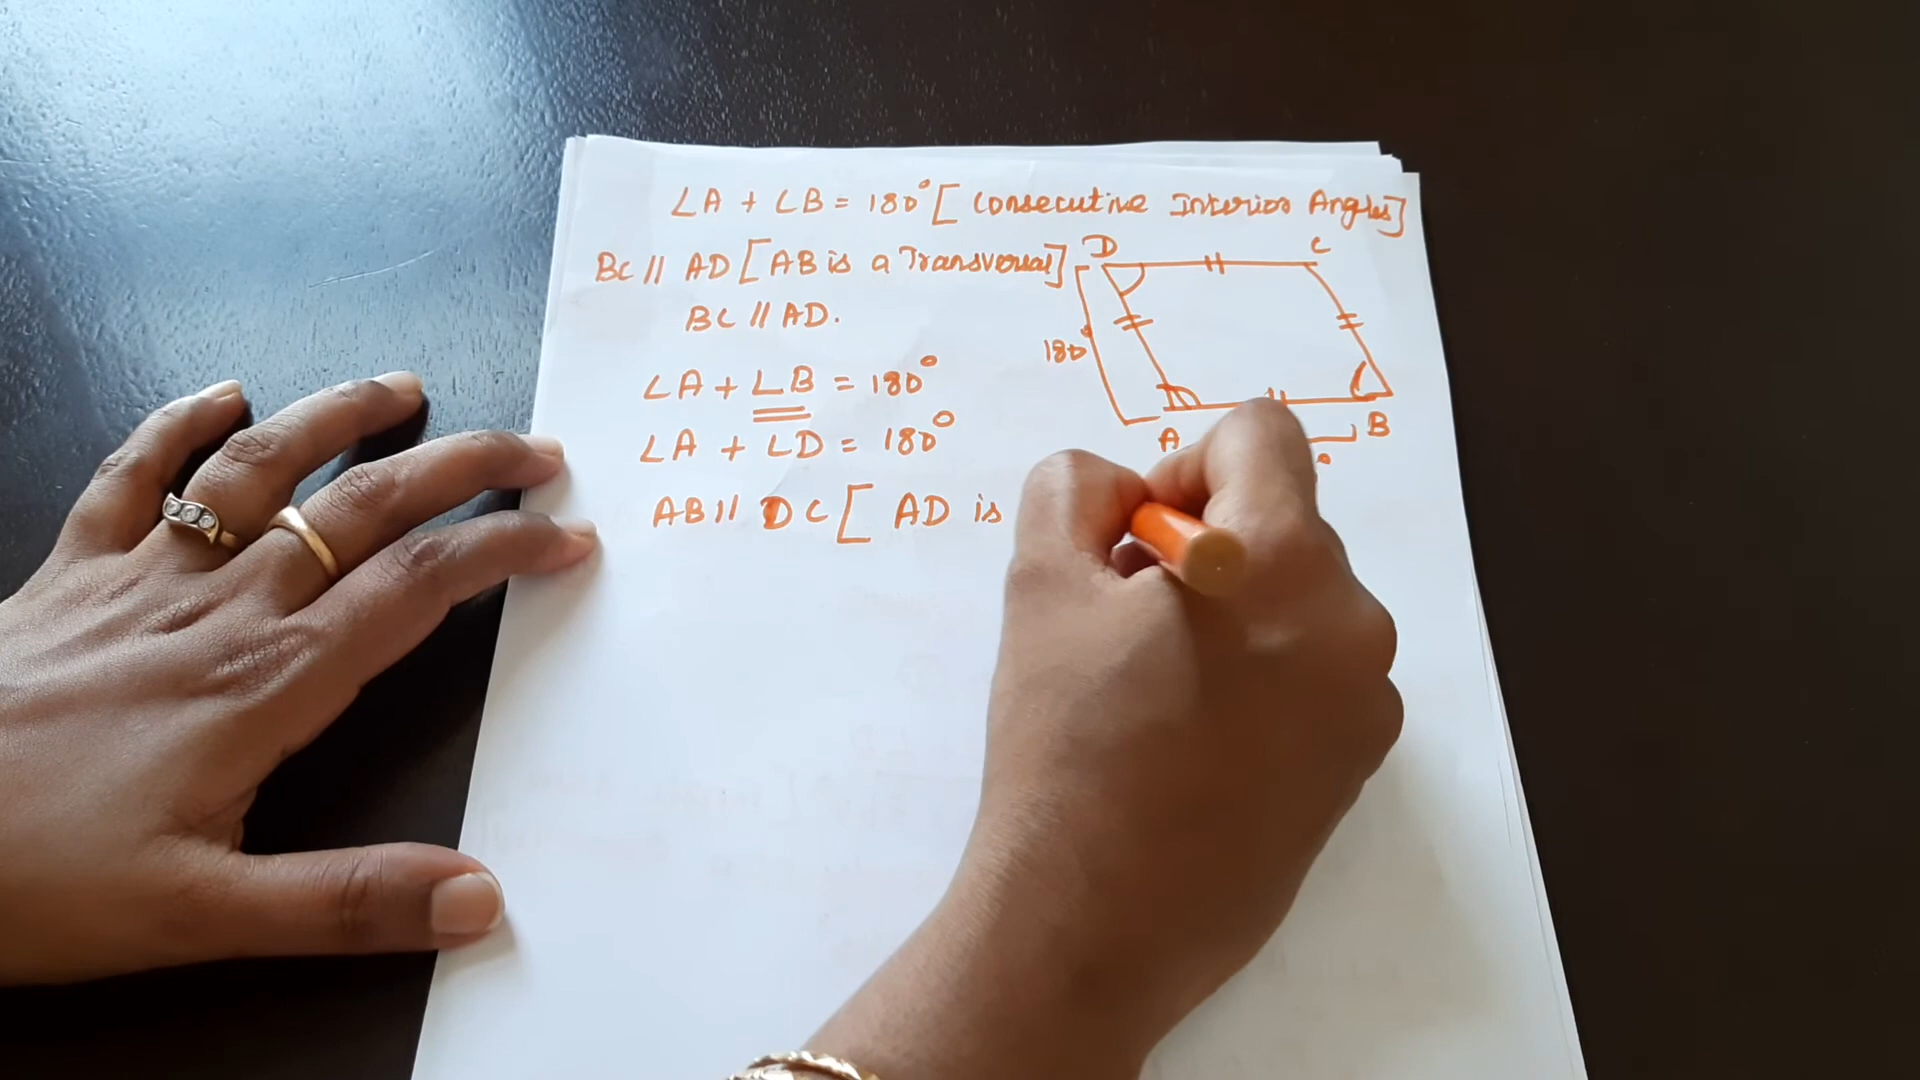 ∠A + ∠B = 180° [Consecutive Interior Angles]
BC // AD [AB is a Transversal]
BC // AD.
∠A + ∠B = 180°
∠A + ∠D = 180°
AB // DC [ AD is
D C
180°
A B